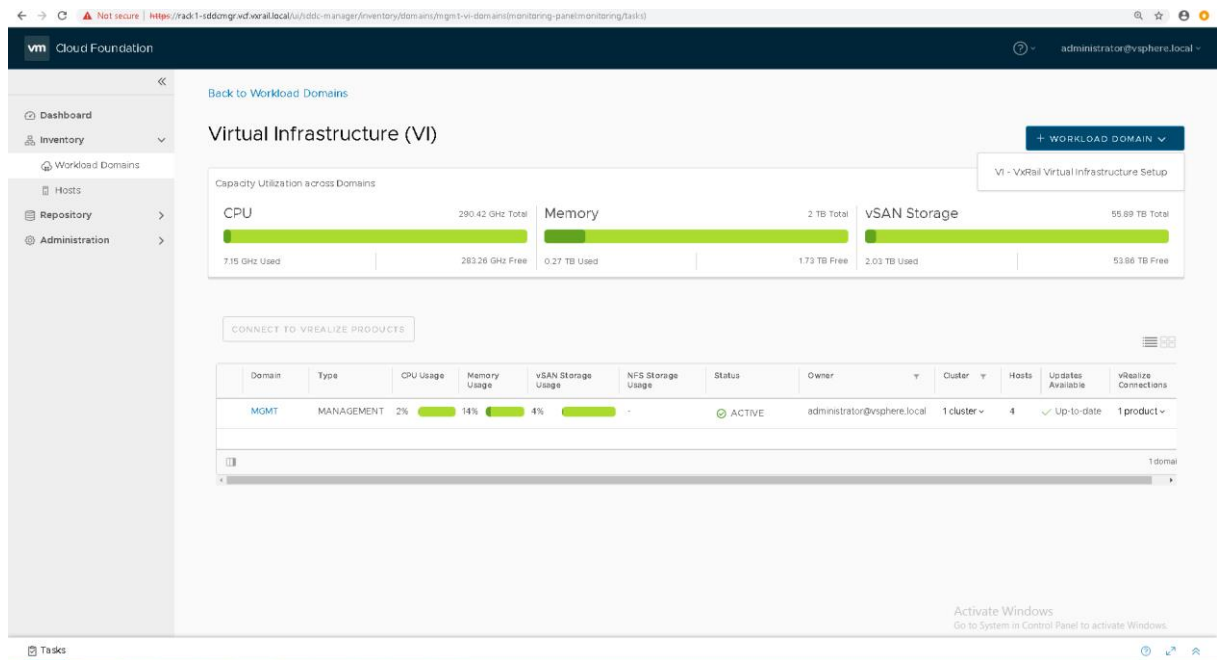 Not secure | https://rack1-sddcmgr.vcf.vxrail.local/ui/sddc-manager/inventory/domains/mgmt-vi-domains(monitoring-panel:monitoring/tasks)
vm Cloud Foundation
administrator@vsphere.local
Back to Workload Domains
Dashboard
Inventory
Workload Domains
Hosts
Repository
Administration
Virtual Infrastructure (VI)
+ WORKLOAD DOMAIN
VI - VxRail Virtual Infrastructure Setup
Capacity Utilization across Domains
CPU 290.42 GHz Total
7.15 GHz Used 283.26 GHz Free
Memory 2 TB Total
0.27 TB Used 1.73 TB Free
vSAN Storage 55.89 TB Total
2.03 TB Used 53.86 TB Free
CONNECT TO VREALIZE PRODUCTS
Domain Type CPU Usage Memory Usage vSAN Storage Usage NFS Storage Usage Status Owner Cluster Hosts Updates Available vRealize Connections
MGMT MANAGEMENT 2% 14% 4% - ACTIVE administrator@vsphere.local 1 cluster 4 Up-to-date 1 product
1 domai
Activate Windows
Go to System in Control Panel to activate Windows.
Tasks